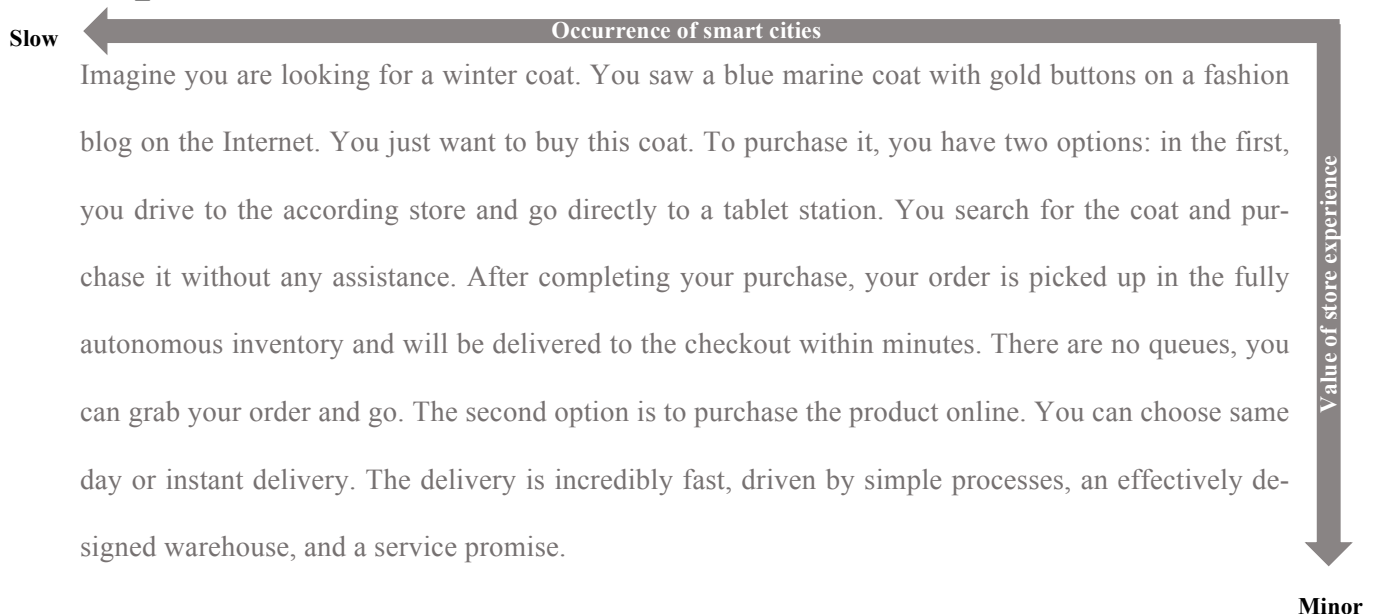 Occurrence of smart cities
Slow
Imagine you are looking for a winter coat. You saw a blue marine coat with gold buttons on a fashion
blog on the Internet. You just want to buy this coat. To purchase it, you have two options: in the first,
you drive to the according store and go directly to a tablet station. You search for the coat and pur-
chase it without any assistance. After completing your purchase, your order is picked up in the fully
autonomous inventory and will be delivered to the checkout within minutes. There are no queues, you
can grab your order and go. The second option is to purchase the product online. You can choose same
day or instant delivery. The delivery is incredibly fast, driven by simple processes, an effectively de-
signed warehouse, and a service promise.
Value of store experience
Minor